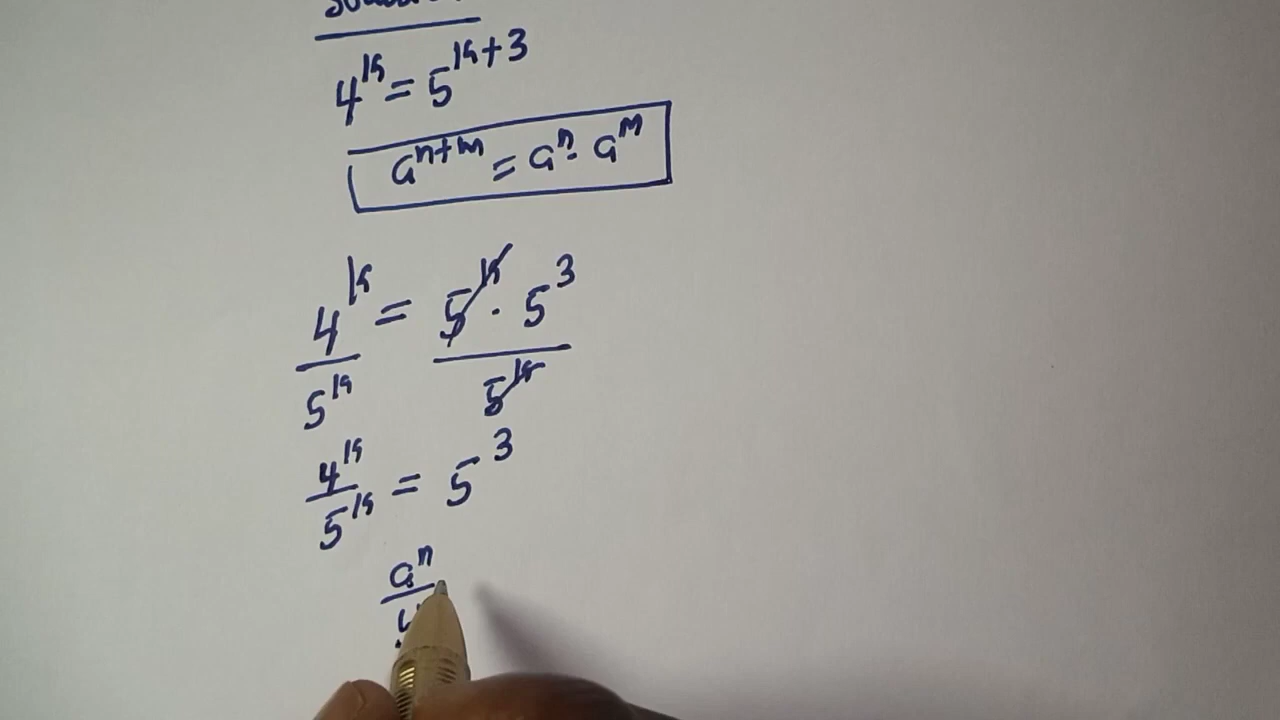 4^k = 5^k+3
a^n+m = a^n · a^m
4^k = 5^k · 5^3
5^k 5^k
4^k = 5^3
5^k
a^n